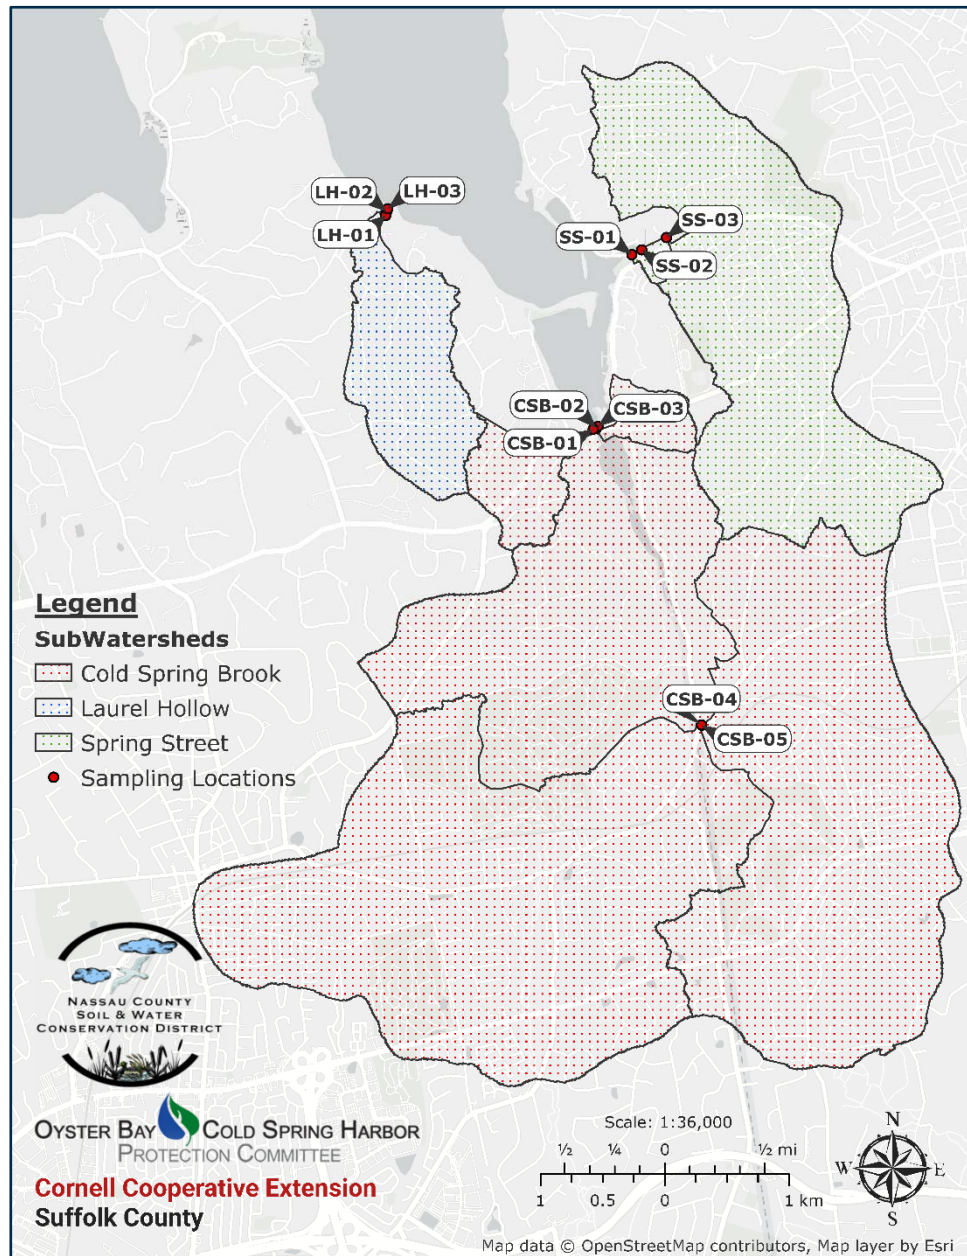 LH-02
LH-03
LH-01
SS-03
SS-01
SS-02
CSB-02
CSB-03
CSB-01
Legend
SubWatersheds
Cold Spring Brook
Laurel Hollow
Spring Street
Sampling Locations
CSB-04
CSB-05
NASSAU COUNTY
SOIL & WATER
CONSERVATION DISTRICT
OYSTER BAY COLD SPRING HARBOR
PROTECTION COMMITTEE
Cornell Cooperative Extension
Suffolk County
Scale: 1:36,000
½ ¼ 0 ½ mi
1 0.5 0 1 km
N
W E
S
Map data © OpenStreetMap contributors, Map layer by Esri